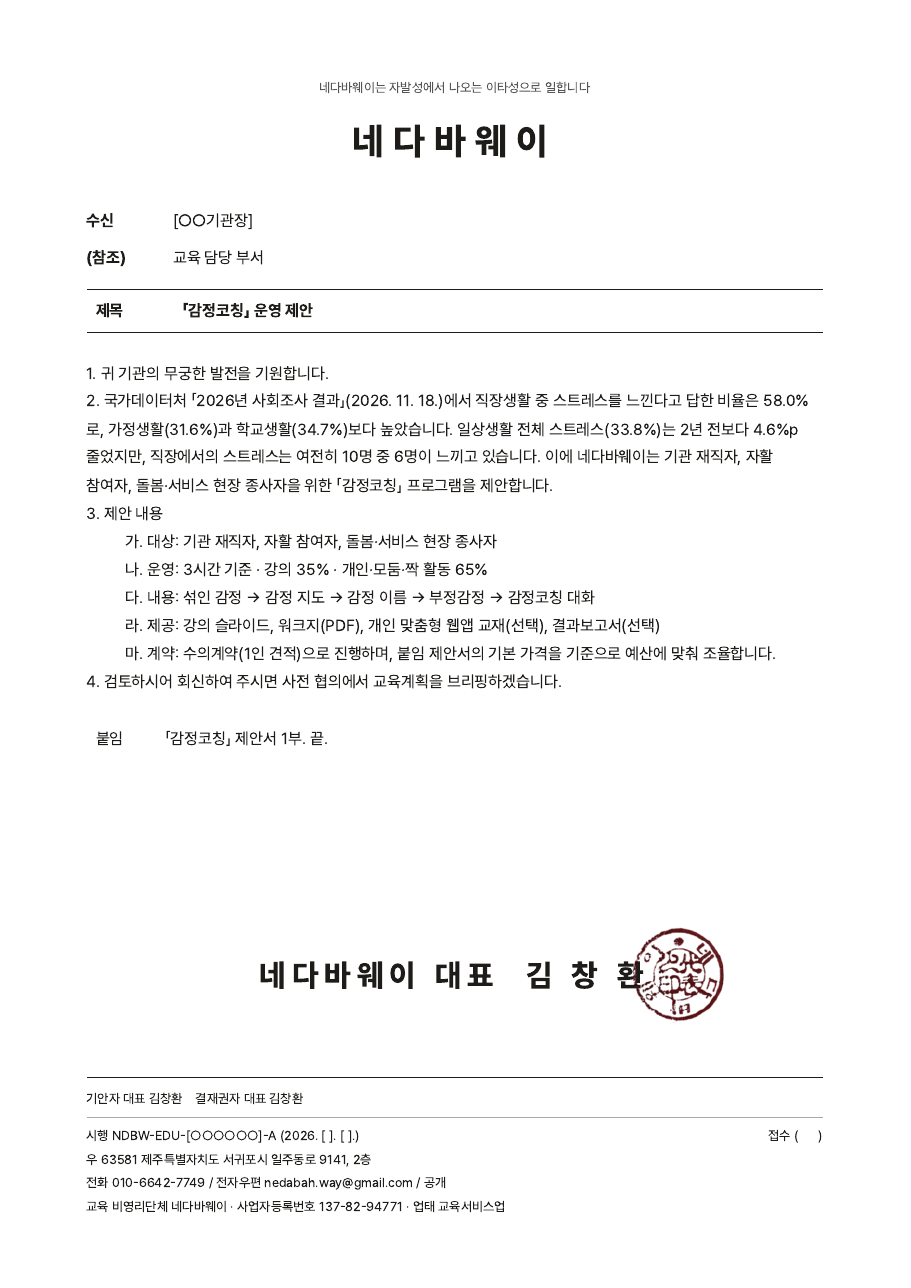 네다바웨이는 자발성에서 나오는 이타성으로 일합니다
네다바웨이
수신 [○○기관장]
(참조) 교육 담당 부서
제목 「감정코칭」 운영 제안
1. 귀 기관의 무궁한 발전을 기원합니다.
2. 국가데이터처 「2026년 사회조사 결과」(2026. 11. 18.)에서 직장생활 중 스트레스를 느낀다고 답한 비율은 58.0%
로, 가정생활(31.6%)과 학교생활(34.7%)보다 높았습니다. 일상생활 전체 스트레스(33.8%)는 2년 전보다 4.6%p
줄었지만, 직장에서의 스트레스는 여전히 10명 중 6명이 느끼고 있습니다. 이에 네다바웨이는 기관 재직자, 자활
참여자, 돌봄·서비스 현장 종사자을 위한 「감정코칭」 프로그램을 제안합니다.
3. 제안 내용
가. 대상: 기관 재직자, 자활 참여자, 돌봄·서비스 현장 종사자
나. 운영: 3시간 기준 · 강의 35% · 개인·모둠·짝 활동 65%
다. 내용: 섞인 감정 → 감정 지도 → 감정 이름 → 부정감정 → 감정코칭 대화
라. 제공: 강의 슬라이드, 워크지(PDF), 개인 맞춤형 웹앱 교재(선택), 결과보고서(선택)
마. 계약: 수의계약(1인 견적)으로 진행하며, 붙임 제안서의 기본 가격을 기준으로 예산에 맞춰 조율합니다.
4. 검토하시어 회신하여 주시면 사전 협의에서 교육계획을 브리핑하겠습니다.
붙임 「감정코칭」 제안서 1부. 끝.
네다바웨이 대표 김 창 환
기안자 대표 김창환 결재권자 대표 김창환
시행 NDBW-EDU-[○○○○○○]-A (2026. [ ]. [ ].) 접수 ( )
우 63581 제주특별자치도 서귀포시 일주동로 9141, 2층
전화 010-6642-7749 / 전자우편 nedabah.way@gmail.com / 공개
교육 비영리단체 네다바웨이 · 사업자등록번호 137-82-94771 · 업태 교육서비스업